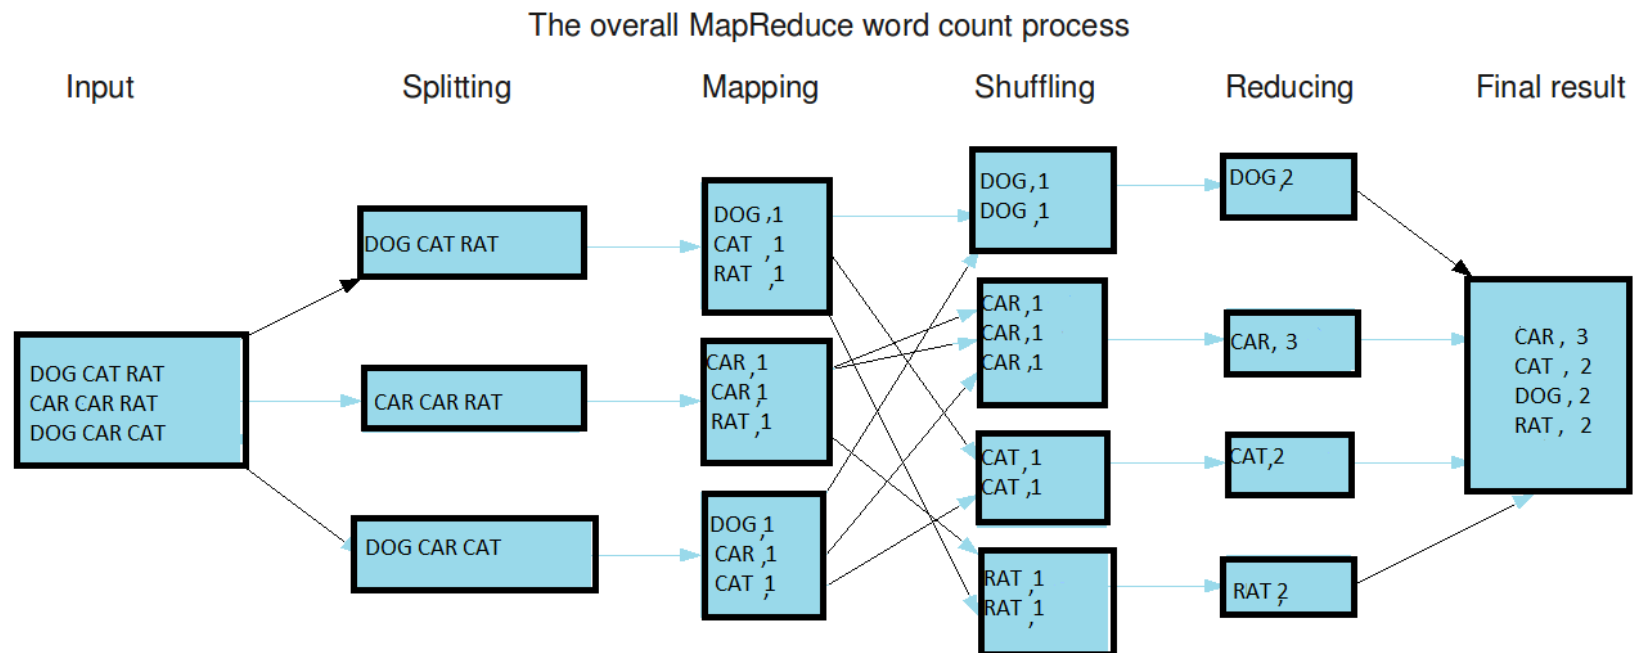 The overall MapReduce word count process
Input
Splitting
Mapping
Shuffling
Reducing
Final result
DOG CAT RAT
CAR CAR RAT
DOG CAR CAT
DOG CAT RAT
CAR CAR RAT
DOG CAR CAT
DOG ,1
CAT ,1
RAT ,1
CAR ,1
CAR ,1
RAT ,1
DOG ,1
CAR ,1
CAT ,1
DOG ,1
DOG ,1
CAR ,1
CAR ,1
CAR ,1
CAT ,1
CAT ,1
RAT ,1
RAT ,1
DOG,2
CAR, 3
CAT,2
RAT,2
CAR , 3
CAT , 2
DOG , 2
RAT , 2